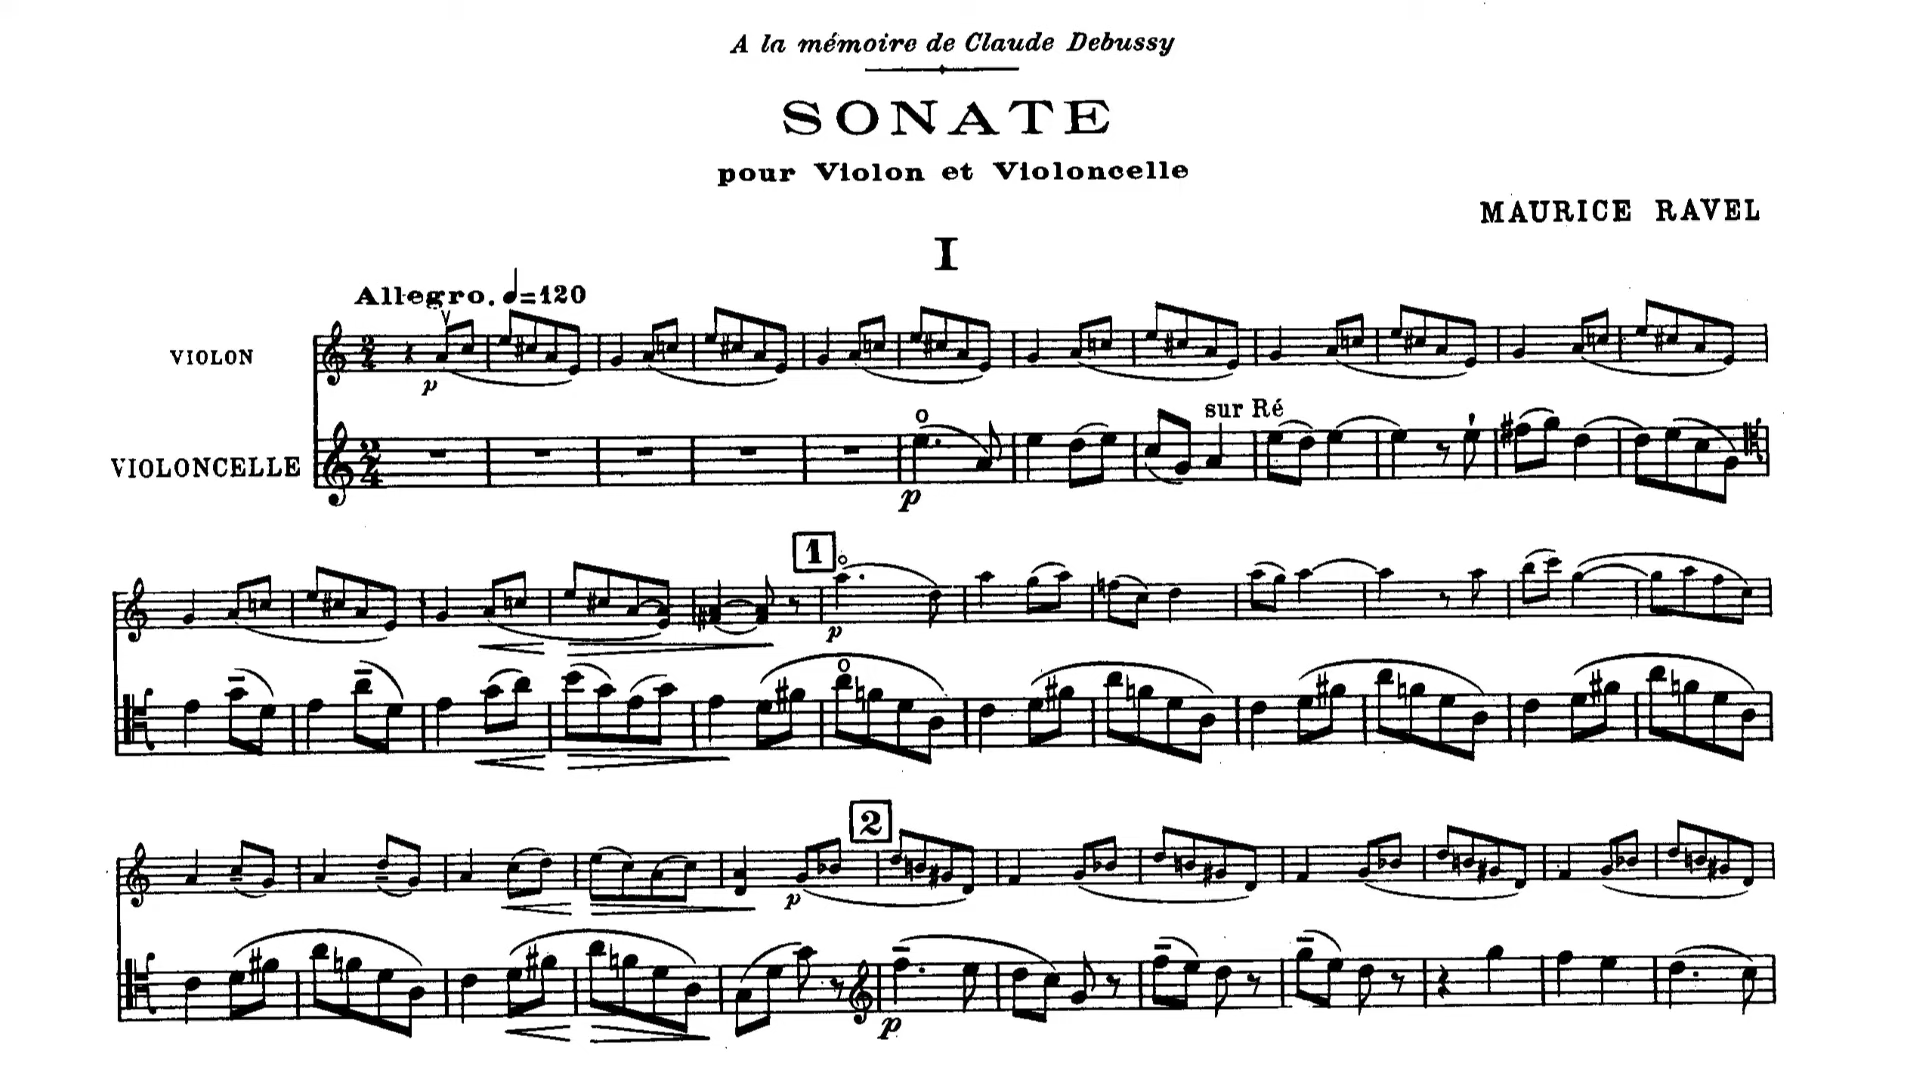 A la mémoire de Claude Debussy
SONATE
pour Violon et Violoncelle
MAURICE RAVEL
I
Allegro. ♩=120
VIOLON
p
sur Ré
VIOLONCELLE
p
1
p
2
p
p